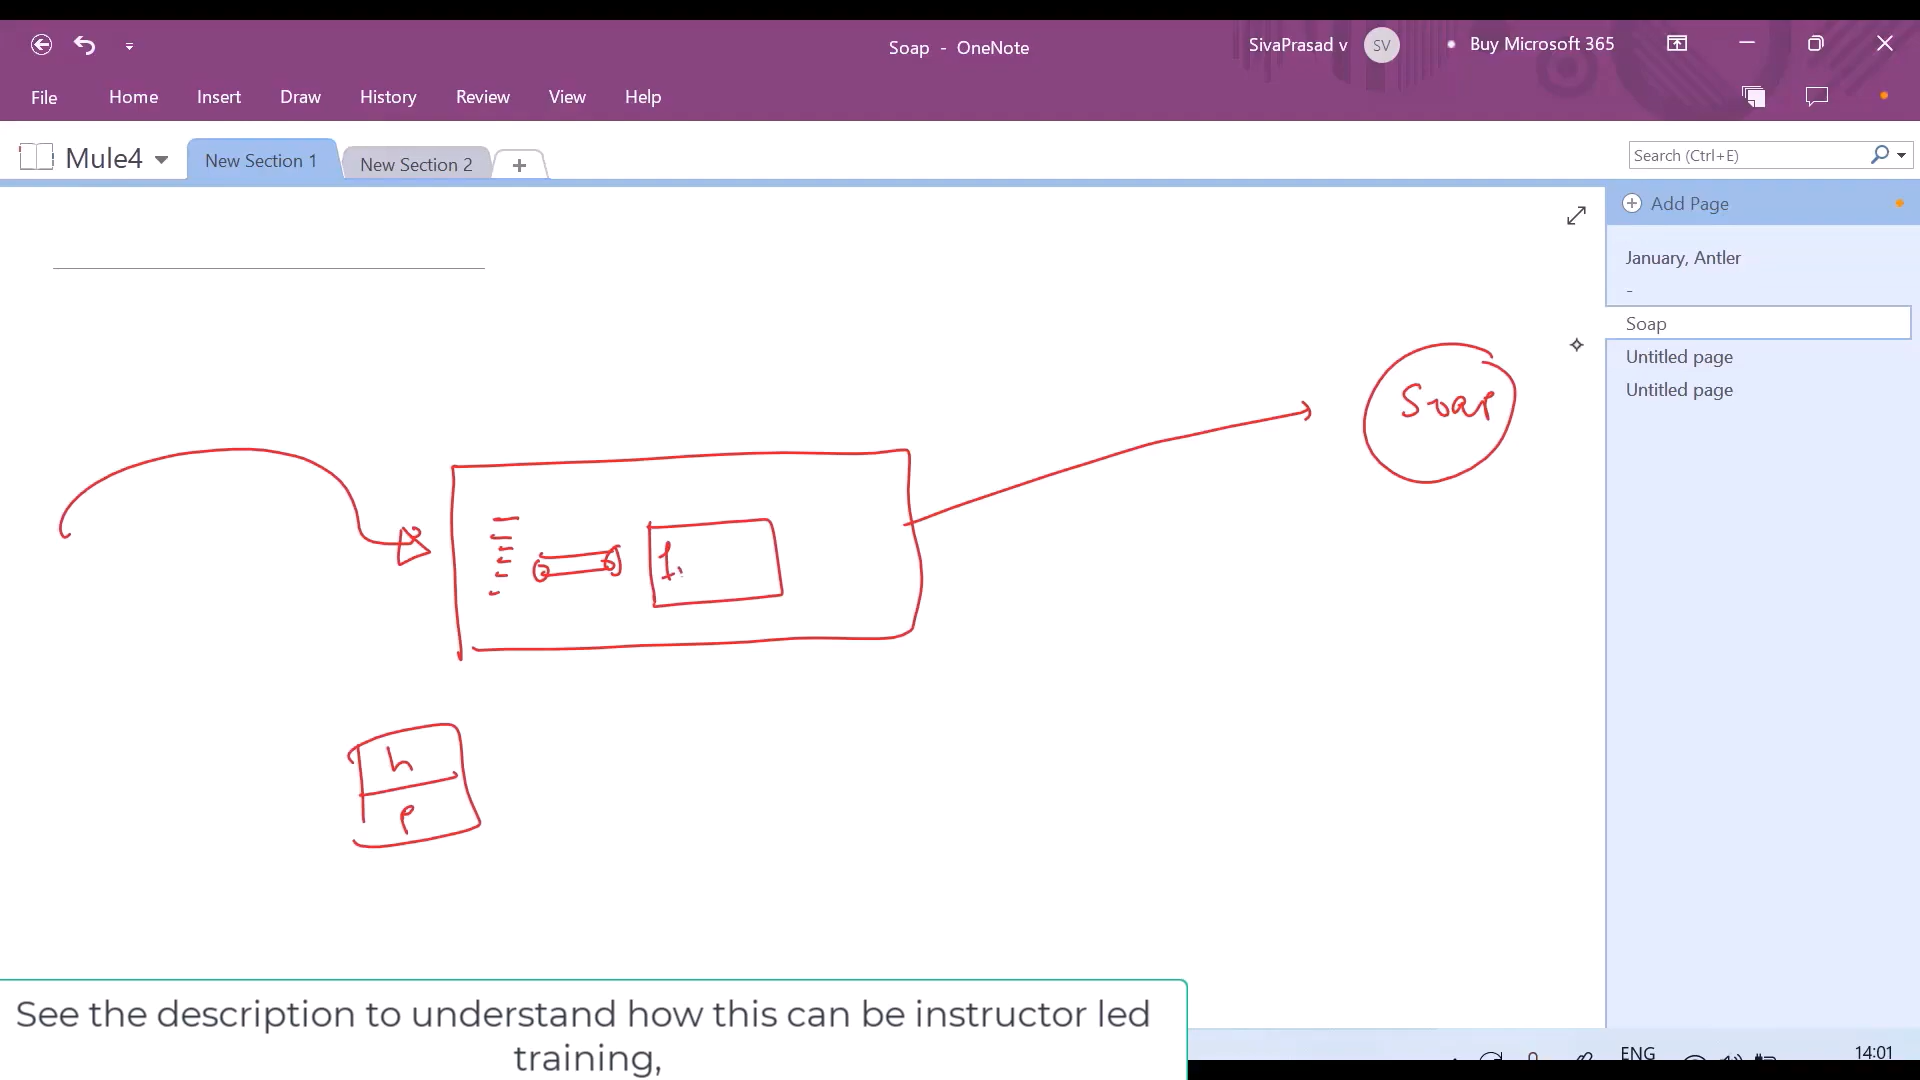 Soap - OneNote
SivaPrasad v
SV
Buy Microsoft 365
File
Home
Insert
Draw
History
Review
View
Help
Mule4
New Section 1
New Section 2
Search (Ctrl+E)
Add Page
January, Antler
-
Soap
Untitled page
Untitled page
Soap
h
p
See the description to understand how this can be instructor led
training,
ENG
14:01